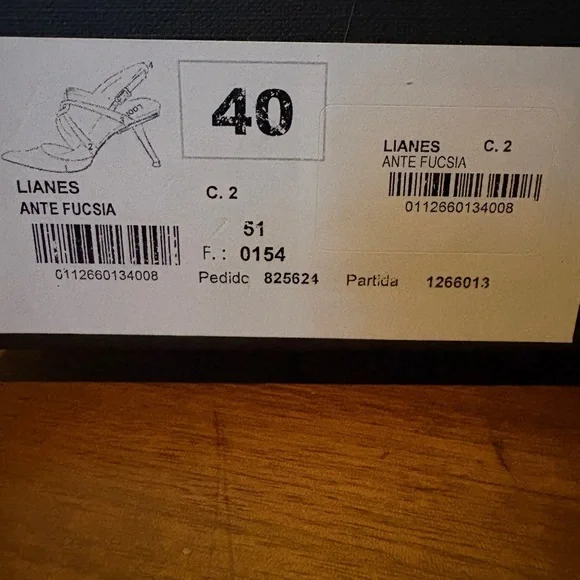 40
LIANES C. 2
ANTE FUCSIA
0112660134008
51
F. : 0154
Pedido 825624 Partida 1266013
LIANES C. 2
ANTE FUCSIA
0112660134008